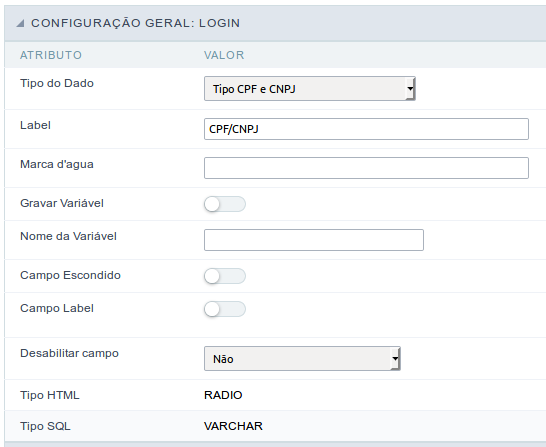 CONFIGURAÇÃO GERAL: LOGIN
ATRIBUTO VALOR
Tipo do Dado Tipo CPF e CNPJ
Label CPF/CNPJ
Marca d'agua
Gravar Variável
Nome da Variável
Campo Escondido
Campo Label
Desabilitar campo Não
Tipo HTML RADIO
Tipo SQL VARCHAR